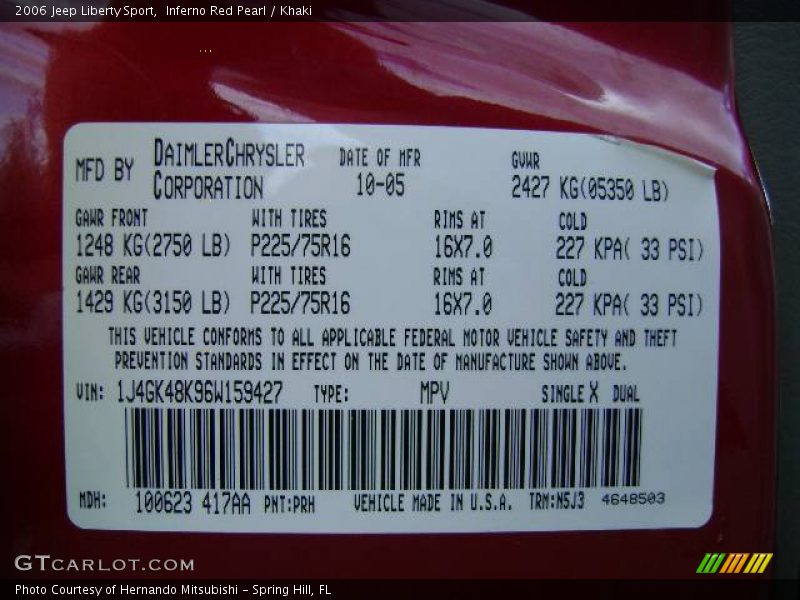 2006 Jeep Liberty Sport,  Inferno Red Pearl / Khaki
MFD BY DAIMLERCHRYSLER CORPORATION DATE OF MFR 10-05 GVWR 2427 KG(05350 LB)
GAWR FRONT WITH TIRES RIMS AT COLD
1248 KG(2750 LB) P225/75R16 16X7.0 227 KPA( 33 PSI)
GAWR REAR WITH TIRES RIMS AT COLD
1429 KG(3150 LB) P225/75R16 16X7.0 227 KPA( 33 PSI)
THIS VEHICLE CONFORMS TO ALL APPLICABLE FEDERAL MOTOR VEHICLE SAFETY AND THEFT
PREVENTION STANDARDS IN EFFECT ON THE DATE OF MANUFACTURE SHOWN ABOVE.
VIN: 1J4GK48K96W159427 TYPE: MPV SINGLE X DUAL
MDH: 100623 417AA PNT:PRH VEHICLE MADE IN U.S.A. TRM:N5J3 4648503
GTCARLOT.COM
Photo Courtesy of Hernando Mitsubishi - Spring Hill, FL